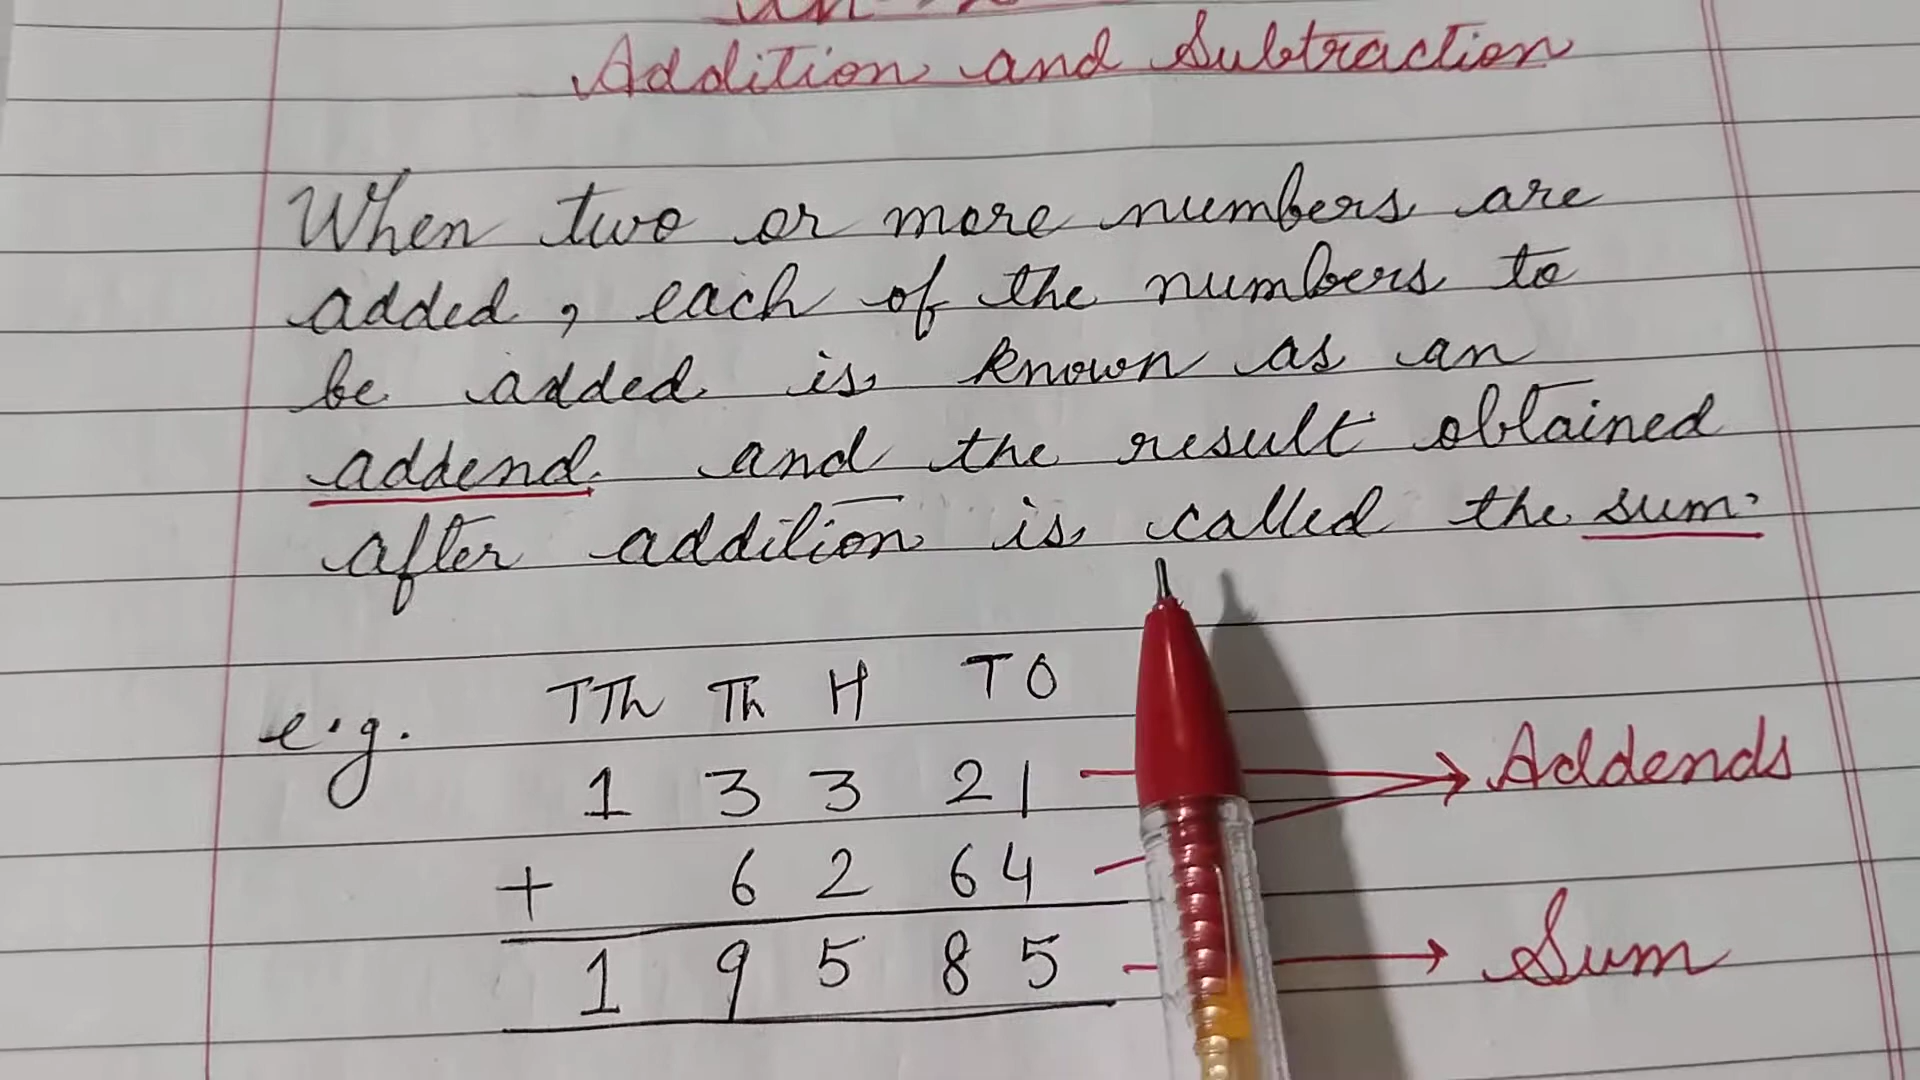 Addition and Subtraction
When two or more numbers are
added, each of the numbers to
be added is known as an
addend and the result obtained
after addition is called the sum.
e.g. TTh Th H T O
1 3 3 2 1 → Addends
+ 6 2 6 4
1 9 5 8 5 → Sum